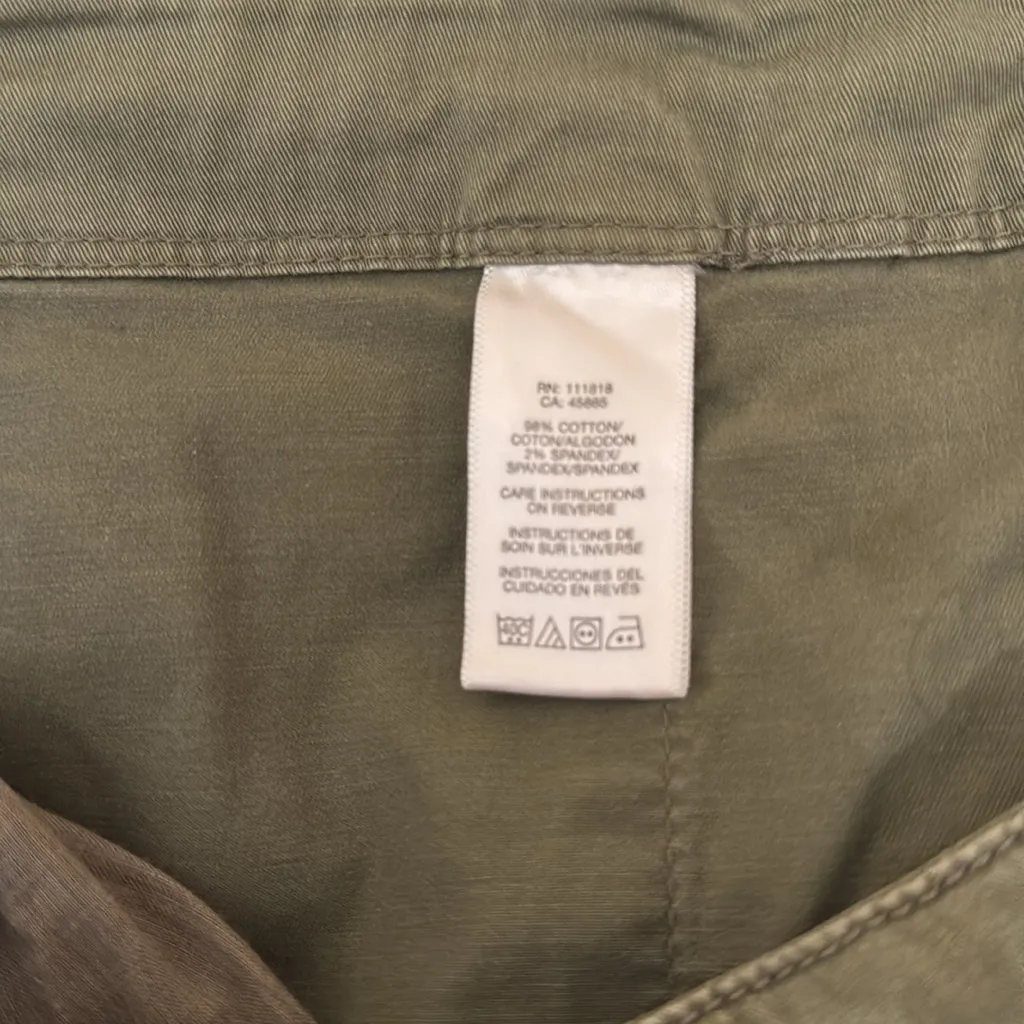 RN: 111818
CA: 45885
98% COTTON/
COTON/ALGODON
2% SPANDEX/
SPANDEX/SPANDEX
CARE INSTRUCTIONS
ON REVERSE
INSTRUCTIONS DE
SOIN SUR L'INVERSE
INSTRUCCIONES DEL
CUIDADO EN REVÉS
40C